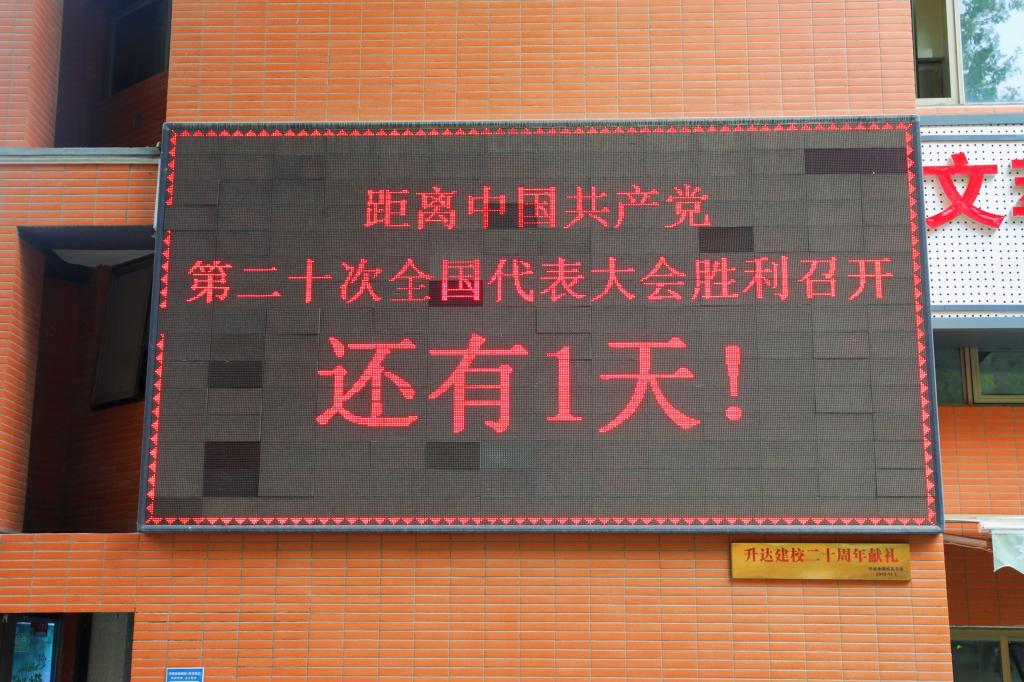 距离中国共产党
第二十次全国代表大会胜利召开
还有1天!
文
升达建校二十周年献礼